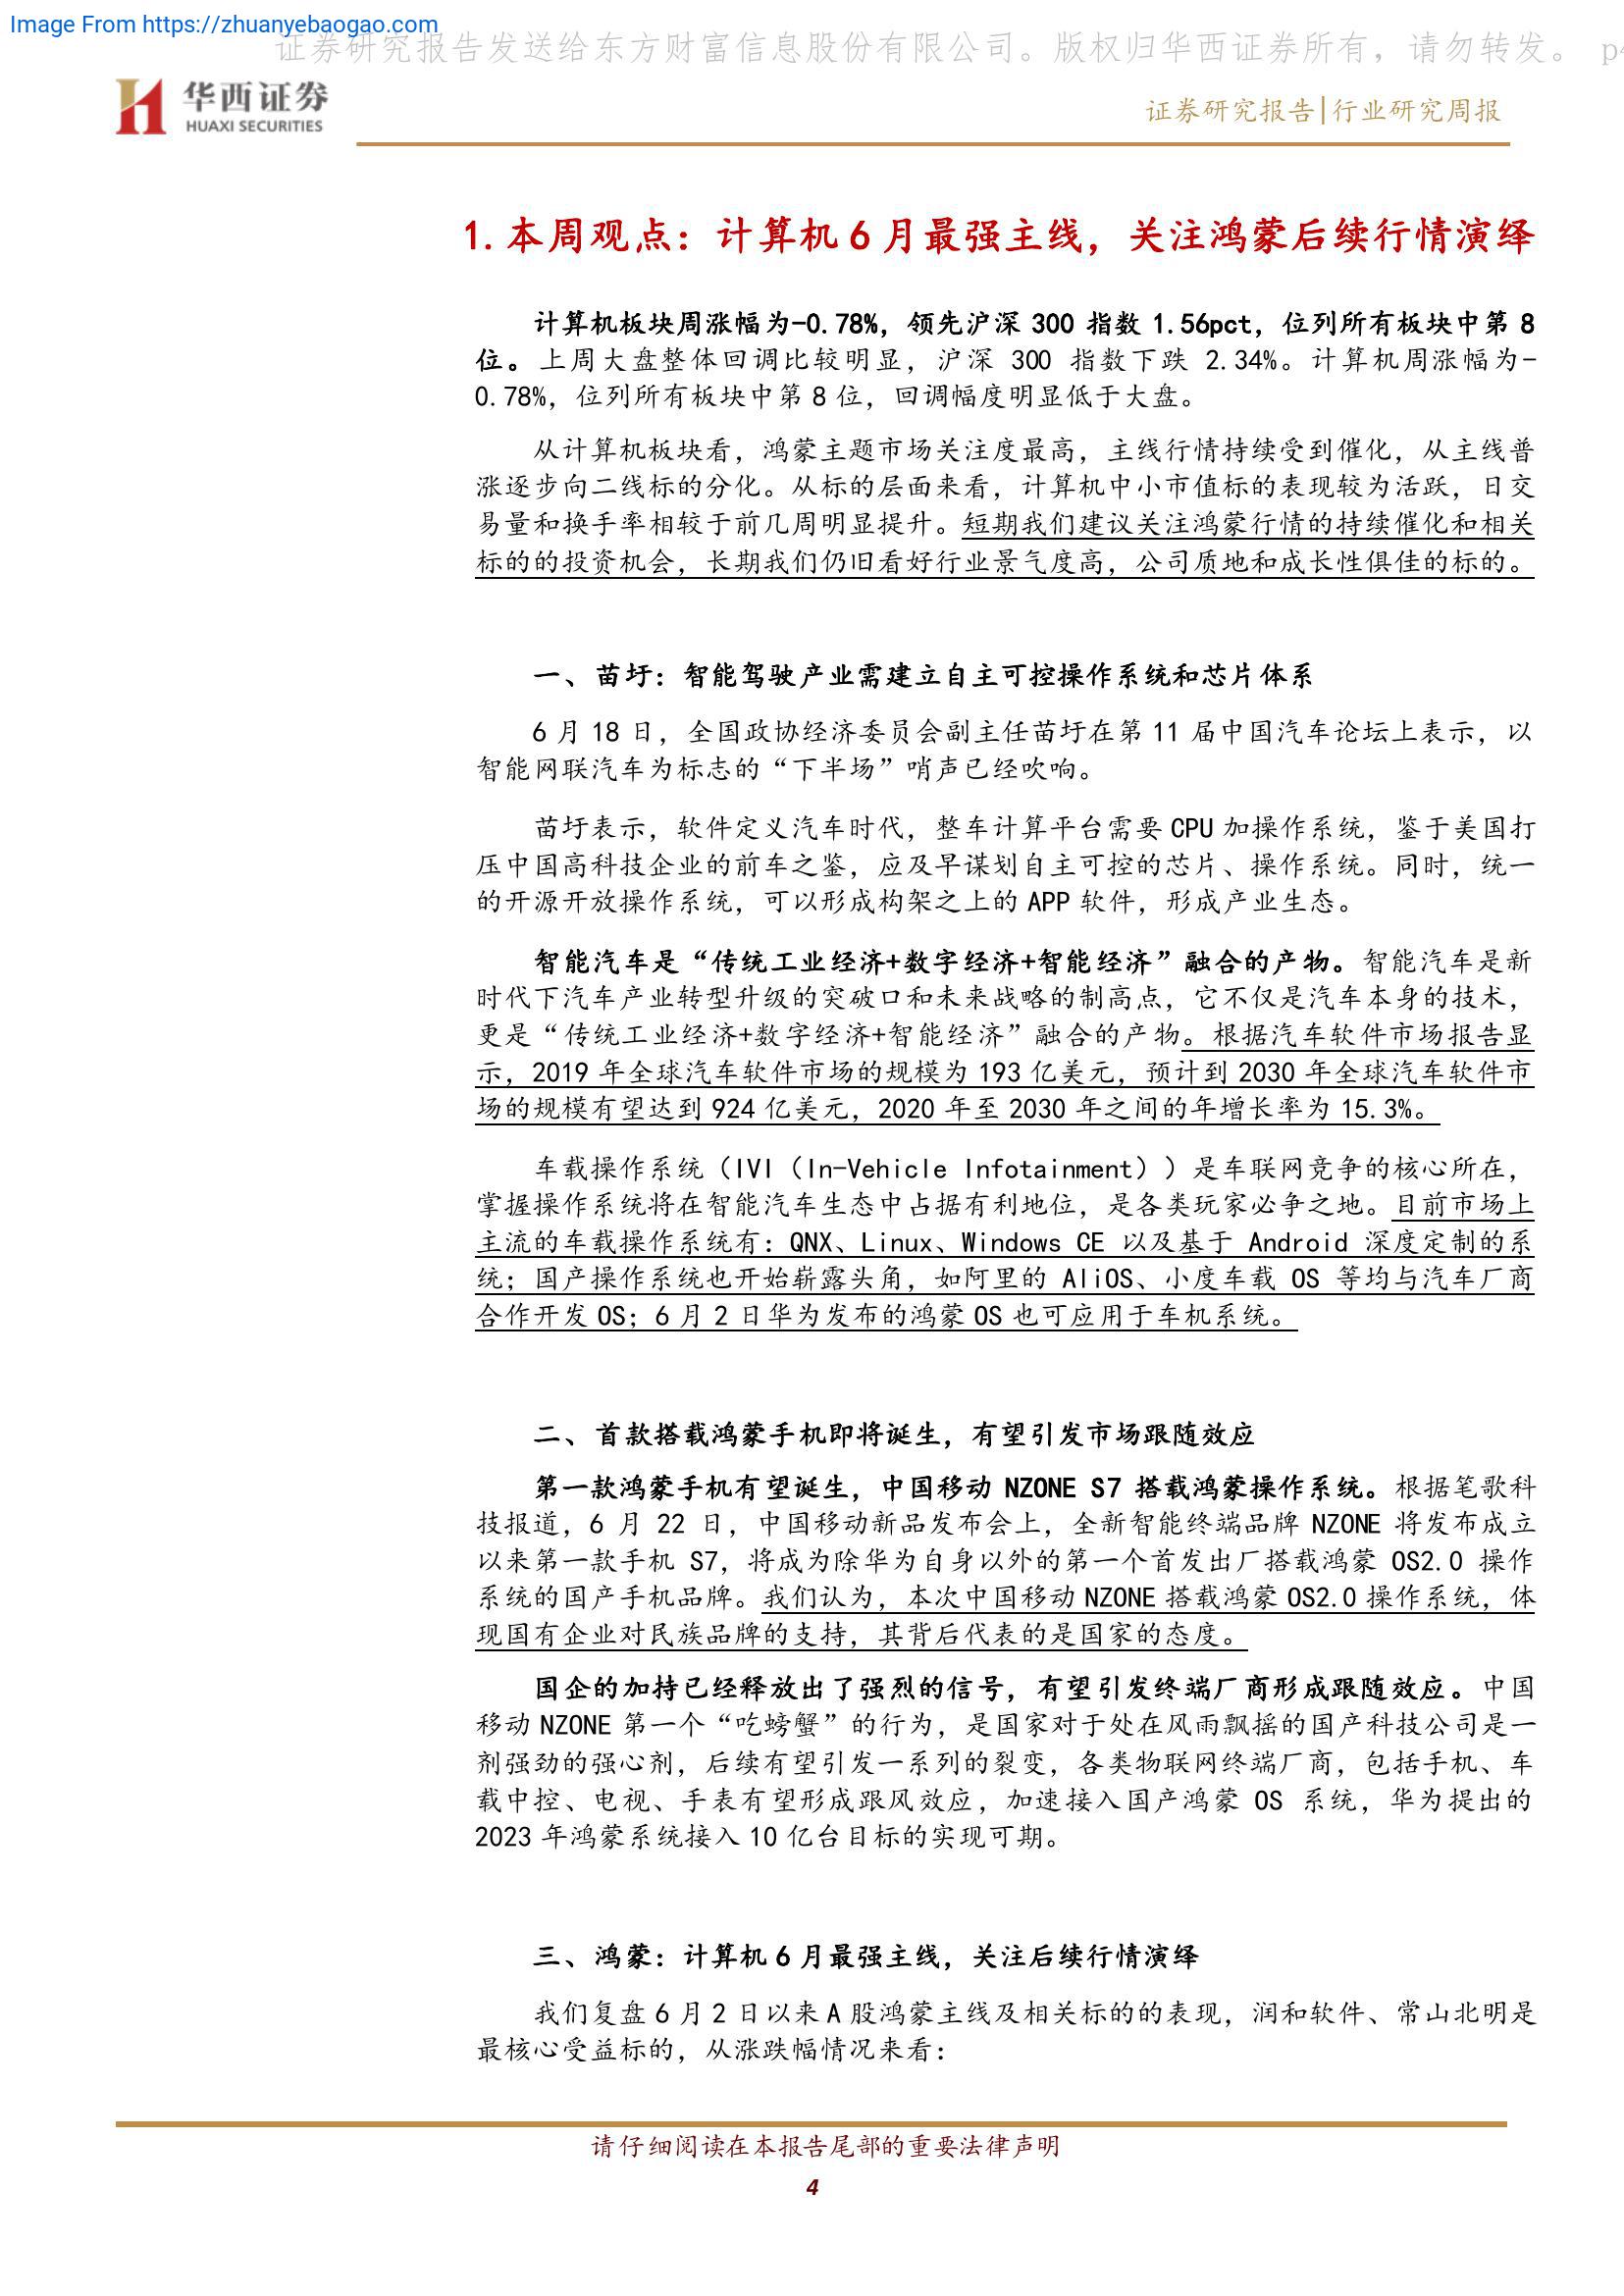 Image From https://zhuanyebaogao.com
证券研究报告发送给东方财富信息股份有限公司。版权归华西证券所有，请勿转发。 p4
华西证券
HUAXI SECURITIES
证券研究报告|行业研究周报
1.本周观点：计算机6月最强主线，关注鸿蒙后续行情演绎
计算机板块周涨幅为-0.78%，领先沪深 300 指数 1.56pct，位列所有板块中第 8
位。上周大盘整体回调比较明显，沪深 300 指数下跌 2.34%。计算机周涨幅为-
0.78%，位列所有板块中第 8 位，回调幅度明显低于大盘。
从计算机板块看，鸿蒙主题市场关注度最高，主线行情持续受到催化，从主线普
涨逐步向二线标的分化。从标的层面来看，计算机中小市值标的表现较为活跃，日交
易量和换手率相较于前几周明显提升。短期我们建议关注鸿蒙行情的持续催化和相关
标的的投资机会，长期我们仍旧看好行业景气度高，公司质地和成长性俱佳的标的。
一、苗圩：智能驾驶产业需建立自主可控操作系统和芯片体系
6 月 18 日，全国政协经济委员会副主任苗圩在第 11 届中国汽车论坛上表示，以
智能网联汽车为标志的“下半场”哨声已经吹响。
苗圩表示，软件定义汽车时代，整车计算平台需要 CPU 加操作系统，鉴于美国打
压中国高科技企业的前车之鉴，应及早谋划自主可控的芯片、操作系统。同时，统一
的开源开放操作系统，可以形成构架之上的 APP 软件，形成产业生态。
智能汽车是“传统工业经济+数字经济+智能经济”融合的产物。智能汽车是新
时代下汽车产业转型升级的突破口和未来战略的制高点，它不仅是汽车本身的技术，
更是“传统工业经济+数字经济+智能经济”融合的产物。根据汽车软件市场报告显
示，2019 年全球汽车软件市场的规模为 193 亿美元，预计到 2030 年全球汽车软件市
场的规模有望达到 924 亿美元，2020 年至 2030 年之间的年增长率为 15.3%。
车载操作系统（IVI（In-Vehicle Infotainment））是车联网竞争的核心所在，
掌握操作系统将在智能汽车生态中占据有利地位，是各类玩家必争之地。目前市场上
主流的车载操作系统有：QNX、Linux、Windows CE 以及基于 Android 深度定制的系
统；国产操作系统也开始崭露头角，如阿里的 AliOS、小度车载 OS 等均与汽车厂商
合作开发 OS；6 月 2 日华为发布的鸿蒙 OS 也可应用于车机系统。
二、首款搭载鸿蒙手机即将诞生，有望引发市场跟随效应
第一款鸿蒙手机有望诞生，中国移动 NZONE S7 搭载鸿蒙操作系统。根据笔歌科
技报道，6 月 22 日，中国移动新品发布会上，全新智能终端品牌 NZONE 将发布成立
以来第一款手机 S7，将成为除华为自身以外的第一个首发出厂搭载鸿蒙 OS2.0 操作
系统的国产手机品牌。我们认为，本次中国移动 NZONE 搭载鸿蒙 OS2.0 操作系统，体
现国有企业对民族品牌的支持，其背后代表的是国家的态度。
国企的加持已经释放出了强烈的信号，有望引发终端厂商形成跟随效应。中国
移动 NZONE 第一个“吃螃蟹”的行为，是国家对于处在风雨飘摇的国产科技公司是一
剂强劲的强心剂，后续有望引发一系列的裂变，各类物联网终端厂商，包括手机、车
载中控、电视、手表有望形成跟风效应，加速接入国产鸿蒙 OS 系统，华为提出的
2023 年鸿蒙系统接入 10 亿台目标的实现可期。
三、鸿蒙：计算机 6 月最强主线，关注后续行情演绎
我们复盘 6 月 2 日以来 A 股鸿蒙主线及相关标的的表现，润和软件、常山北明是
最核心受益标的，从涨跌幅情况来看：
请仔细阅读在本报告尾部的重要法律声明
4